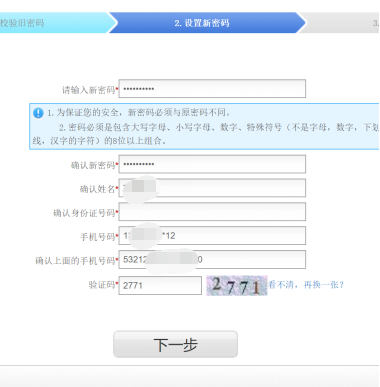 校验旧密码
2. 设置新密码
3.
请输入新密码* ••••••••••
1. 为保证您的安全，新密码必须与原密码不同。
2. 密码必须是包含大写字母、小写字母、数字、特殊符号（不是字母，数字，下划
线，汉字的字符）的8位以上组合。
确认新密码* ••••••••••
确认姓名*
确认身份证号码*
手机号码* 1 *12
确认上面的手机号码* 53212 0
验证码* 2771 2771 看不清，再换一张?
下一步